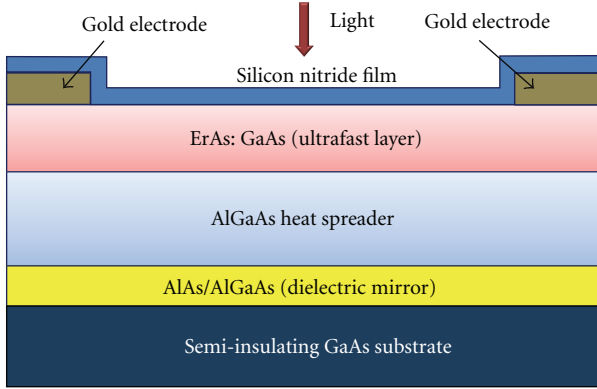 Gold electrode
Light
Gold electrode
Silicon nitride film
ErAs: GaAs (ultrafast layer)
AlGaAs heat spreader
AlAs/AlGaAs (dielectric mirror)
Semi-insulating GaAs substrate